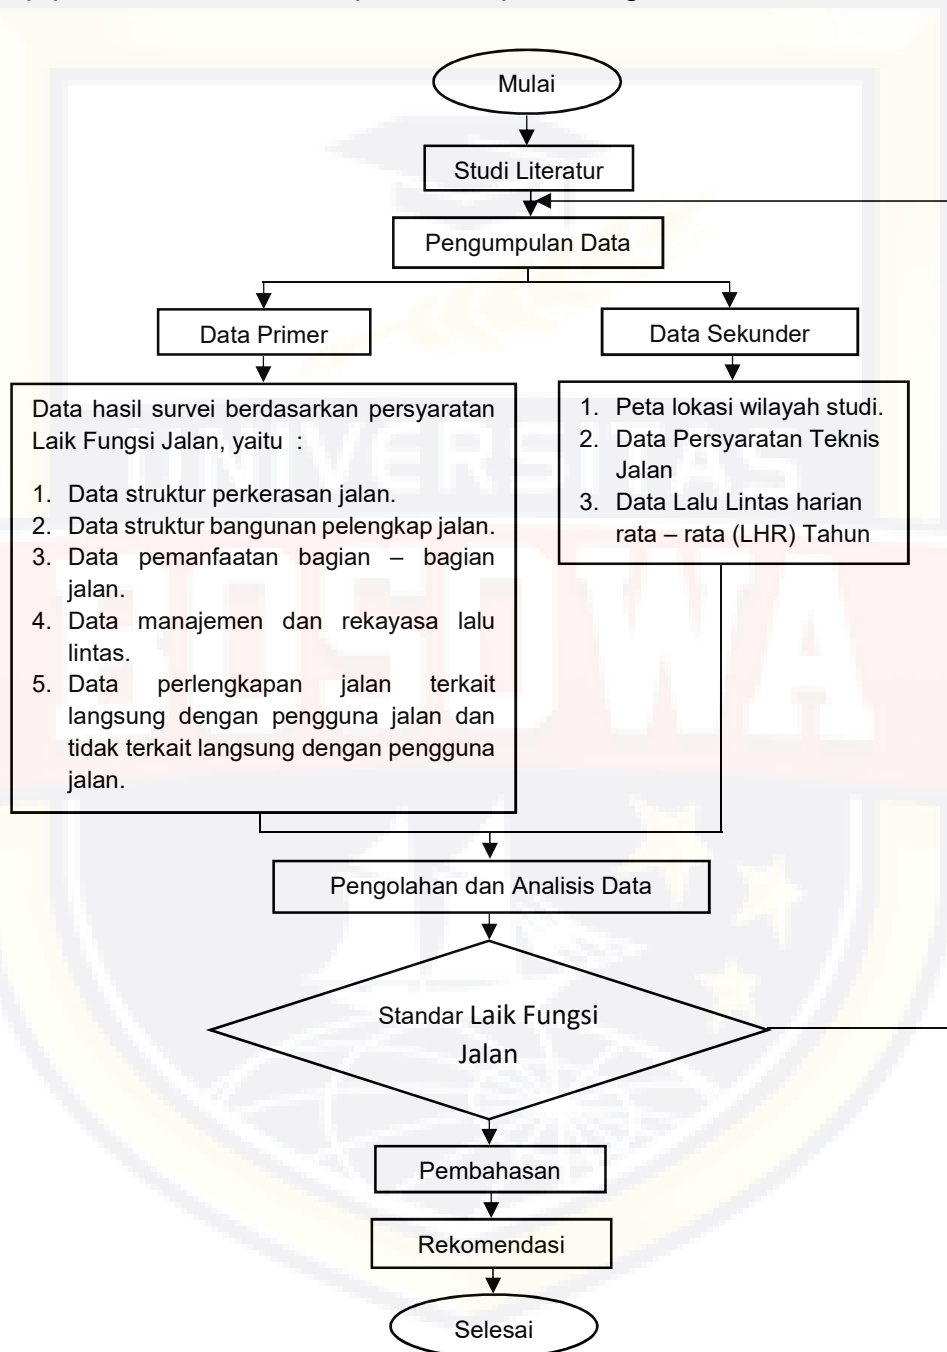 Mulai
Studi Literatur
Pengumpulan Data
Data Primer
Data Sekunder
Data hasil survei berdasarkan persyaratan
Laik Fungsi Jalan, yaitu :
1. Data struktur perkerasan jalan.
2. Data struktur bangunan pelengkap jalan.
3. Data pemanfaatan bagian – bagian
jalan.
4. Data manajemen dan rekayasa lalu
lintas.
5. Data perlengkapan jalan terkait
langsung dengan pengguna jalan dan
tidak terkait langsung dengan pengguna
jalan.
1. Peta lokasi wilayah studi.
2. Data Persyaratan Teknis
Jalan
3. Data Lalu Lintas harian
rata – rata (LHR) Tahun
Pengolahan dan Analisis Data
Standar Laik Fungsi
Jalan
Pembahasan
Rekomendasi
Selesai
UNIVERSITAS
BOSOWA